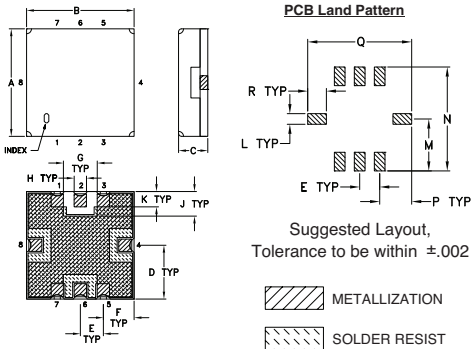 PCB Land Pattern
B
7 6 5
A
8
4
INDEX
1 2 3
C
Q
R TYP
L TYP
N
M
E TYP
P TYP
G
H TYP
1 2 3
K TYP
J TYP
8
4
D TYP
7 6 5
E TYP
F TYP
Suggested Layout,
Tolerance to be within ±.002
METALLIZATION
SOLDER RESIST